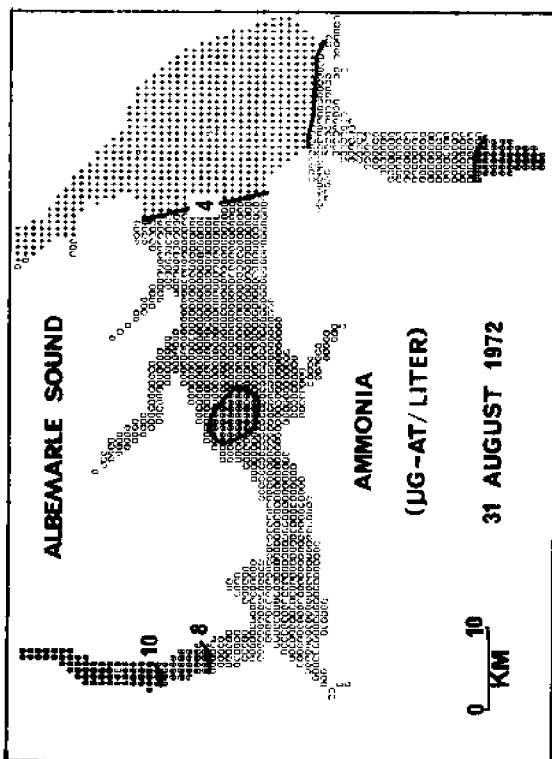 ALBEMARLE SOUND
10
8
4
AMMONIA
(µG-AT/LITER)
31 AUGUST 1972
0 10
KM